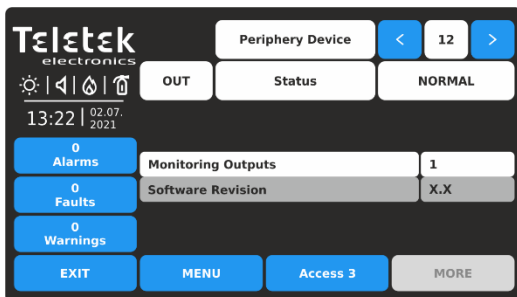 Teletek
electronics
Periphery Device
<
12
>
OUT
Status
NORMAL
13:22 | 02.07.
2021
0
Alarms
Monitoring Outputs
1
0
Faults
Software Revision
X.X
0
Warnings
EXIT
MENU
Access 3
MORE